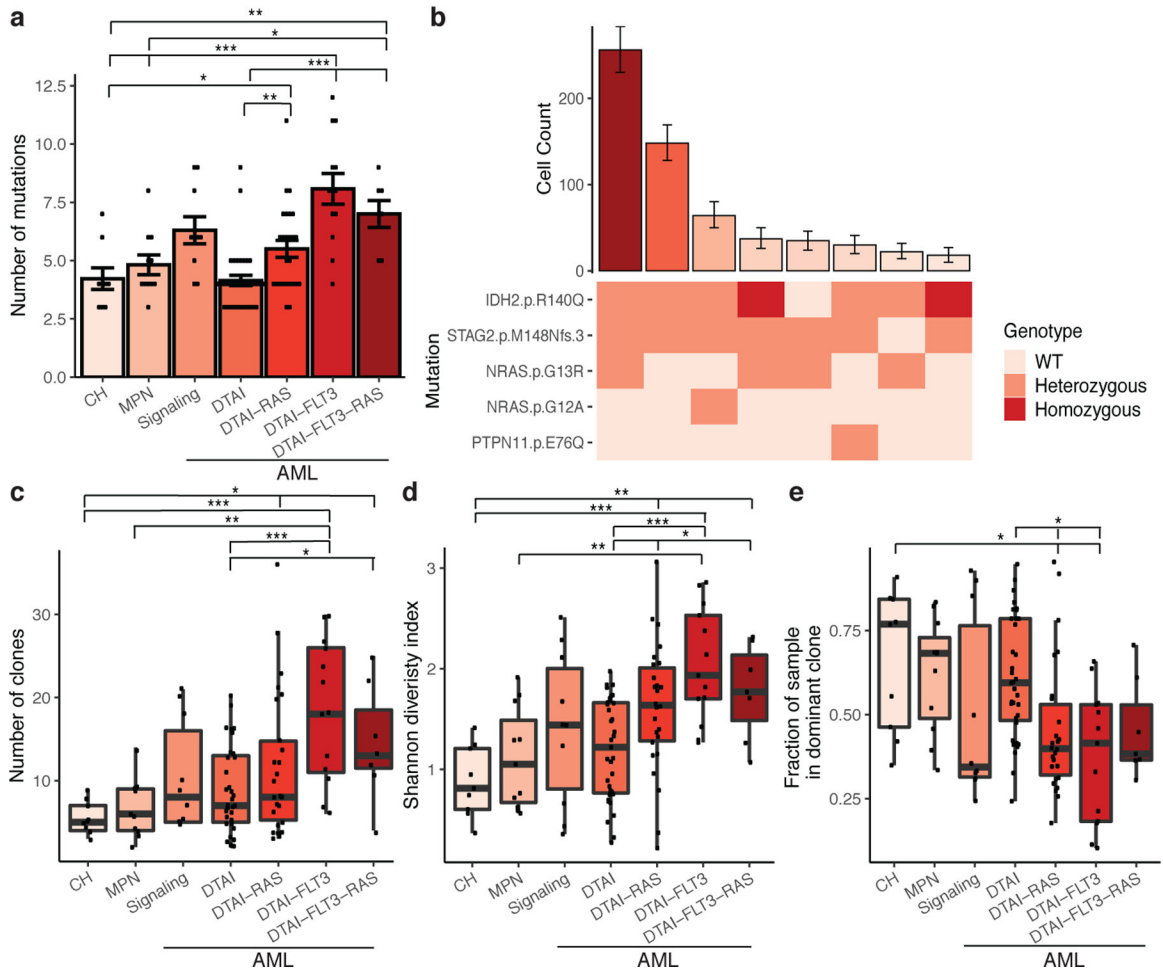 a
**
*
***
***
*
**
Number of mutations
12.5
10.0
7.5
5.0
2.5
0.0
CH
MPN
Signaling
DTAI
DTAI–RAS
DTAI–FLT3
DTAI–FLT3–RAS
AML
b
Cell Count
200
100
0
Mutation
IDH2.p.R140Q
STAG2.p.M148Nfs.3
NRAS.p.G13R
NRAS.p.G12A
PTPN11.p.E76Q
Genotype
WT
Heterozygous
Homozygous
c
*
***
**
***
*
Number of clones
30
20
10
CH
MPN
Signaling
DTAI
DTAI–RAS
DTAI–FLT3
DTAI–FLT3–RAS
AML
d
**
***
***
*
**
Shannon diveristy index
3
2
1
CH
MPN
Signaling
DTAI
DTAI–RAS
DTAI–FLT3
DTAI–FLT3–RAS
AML
e
*
*
Fraction of sample
in dominant clone
0.75
0.50
0.25
CH
MPN
Signaling
DTAI
DTAI–RAS
DTAI–FLT3
DTAI–FLT3–RAS
AML